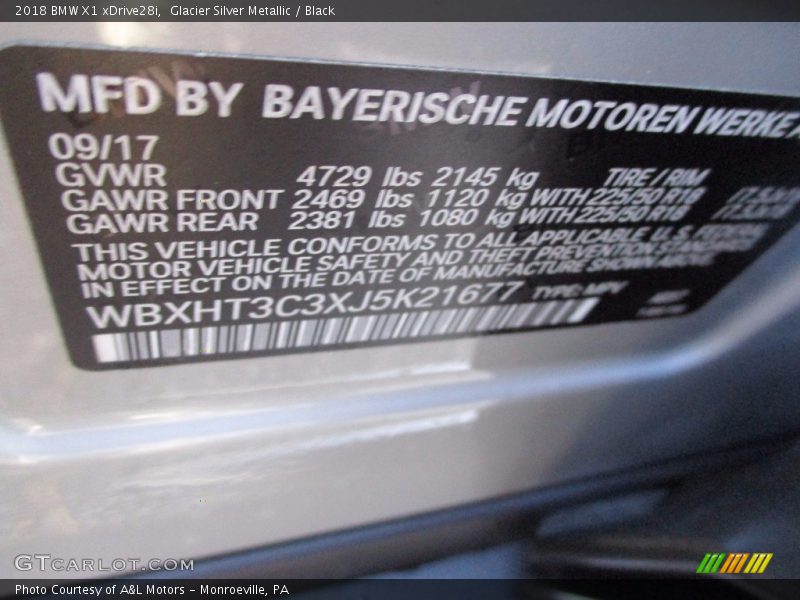 2018 BMW X1 xDrive28i,  Glacier Silver Metallic / Black
MFD BY BAYERISCHE MOTOREN WERKE
09/17
GVWR 4729 lbs 2145 kg TIRE / RIM
GAWR FRONT 2469 lbs 1120 kg WITH 225/50 R18
GAWR REAR 2381 lbs 1080 kg WITH 225/50 R18
THIS VEHICLE CONFORMS TO ALL APPLICABLE U.S. FEDERAL
MOTOR VEHICLE SAFETY AND THEFT PREVENTION STANDARDS
IN EFFECT ON THE DATE OF MANUFACTURE SHOWN ABOVE
WBXHT3C3XJ5K21677 TYPE: MPV
GTCARLOT.COM
Photo Courtesy of A&L Motors – Monroeville, PA